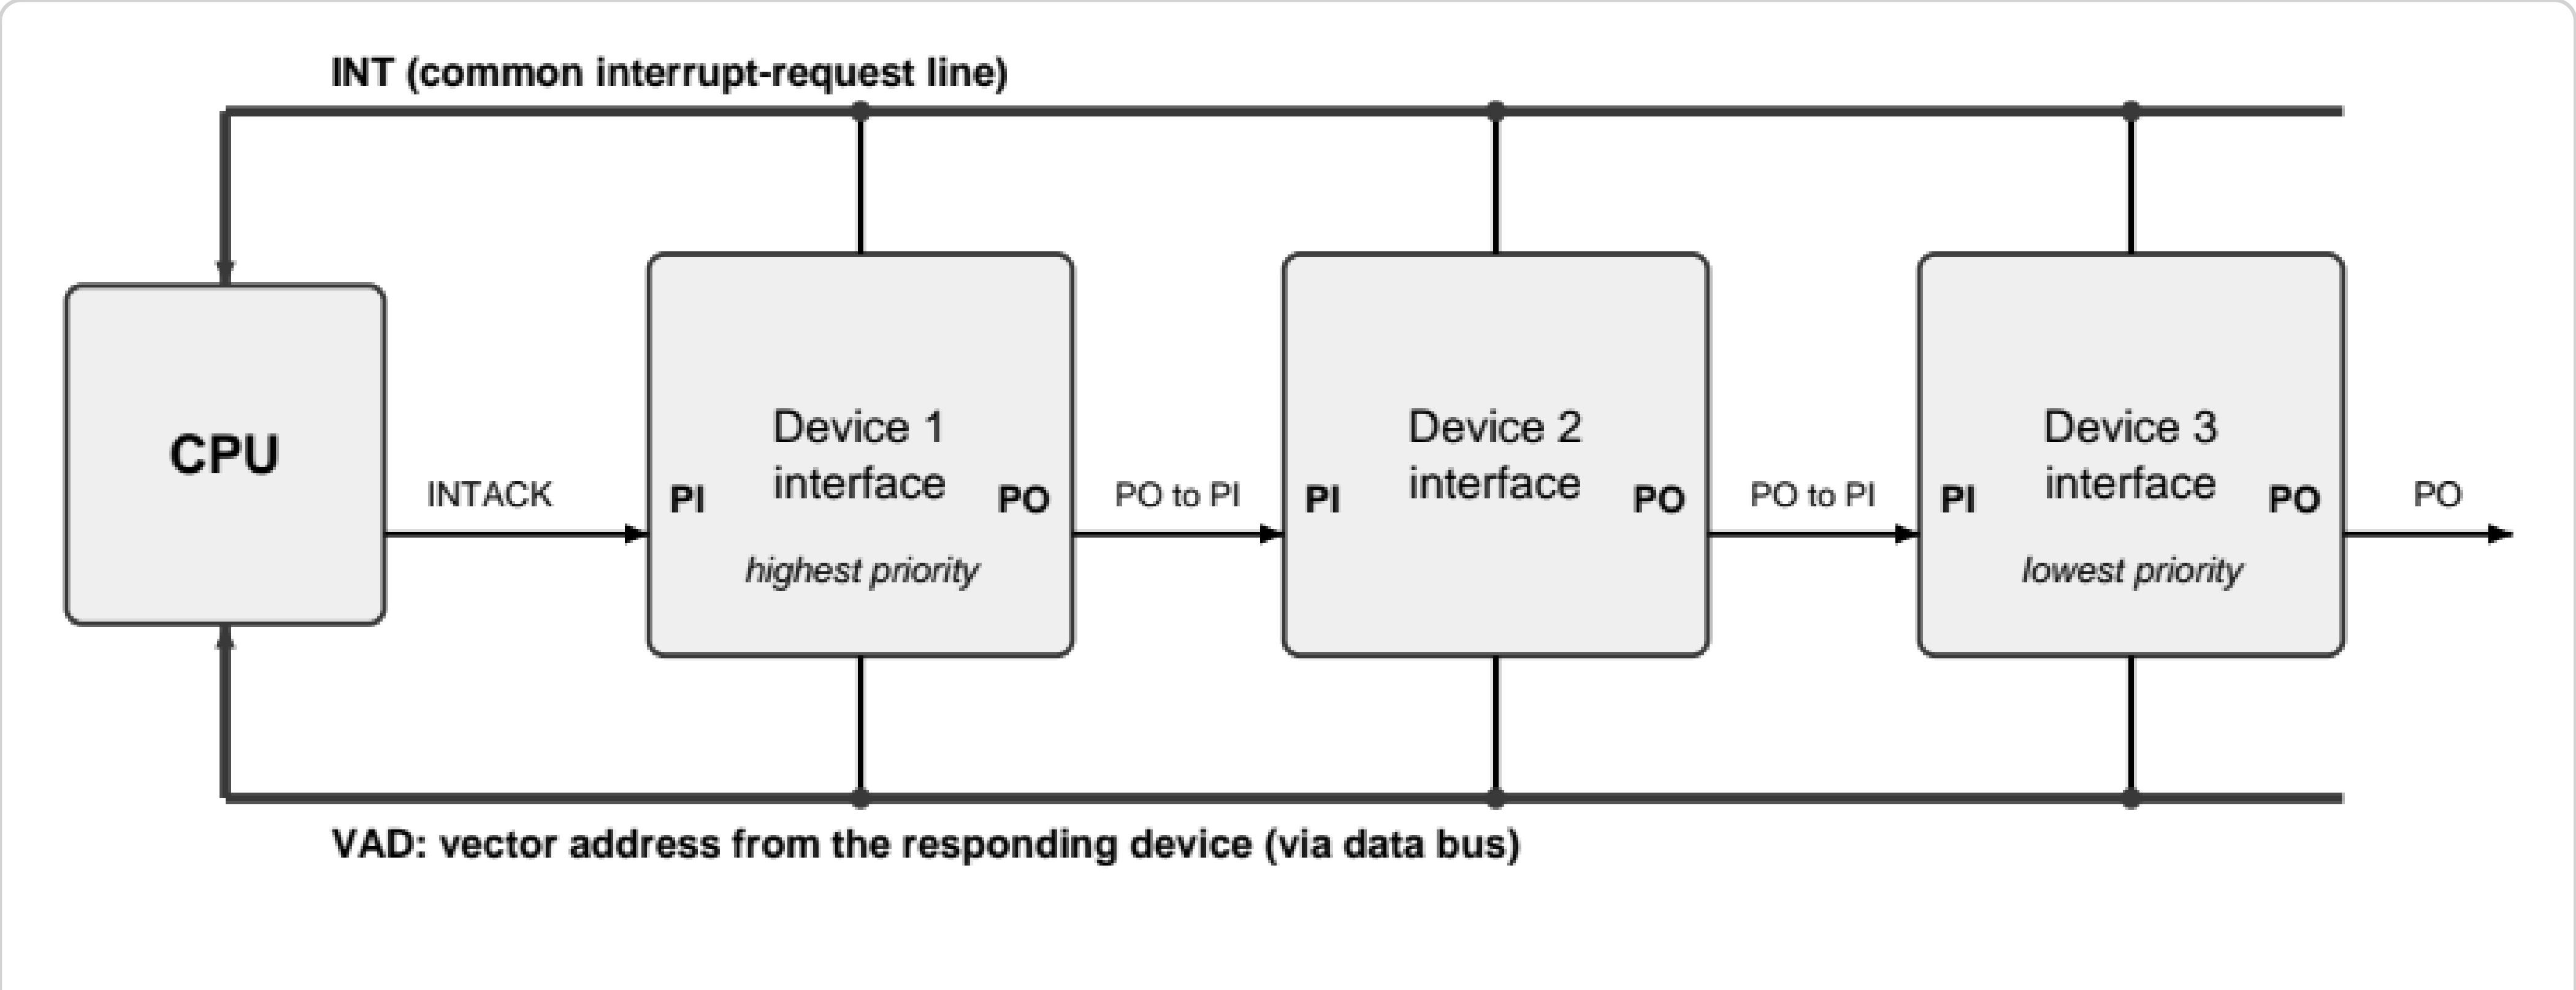 INT (common interrupt-request line)
CPU
INTACK
PI
Device 1
interface
PO
highest priority
PO to PI
PI
Device 2
interface
PO
PO to PI
PI
Device 3
interface
PO
lowest priority
PO
VAD: vector address from the responding device (via data bus)